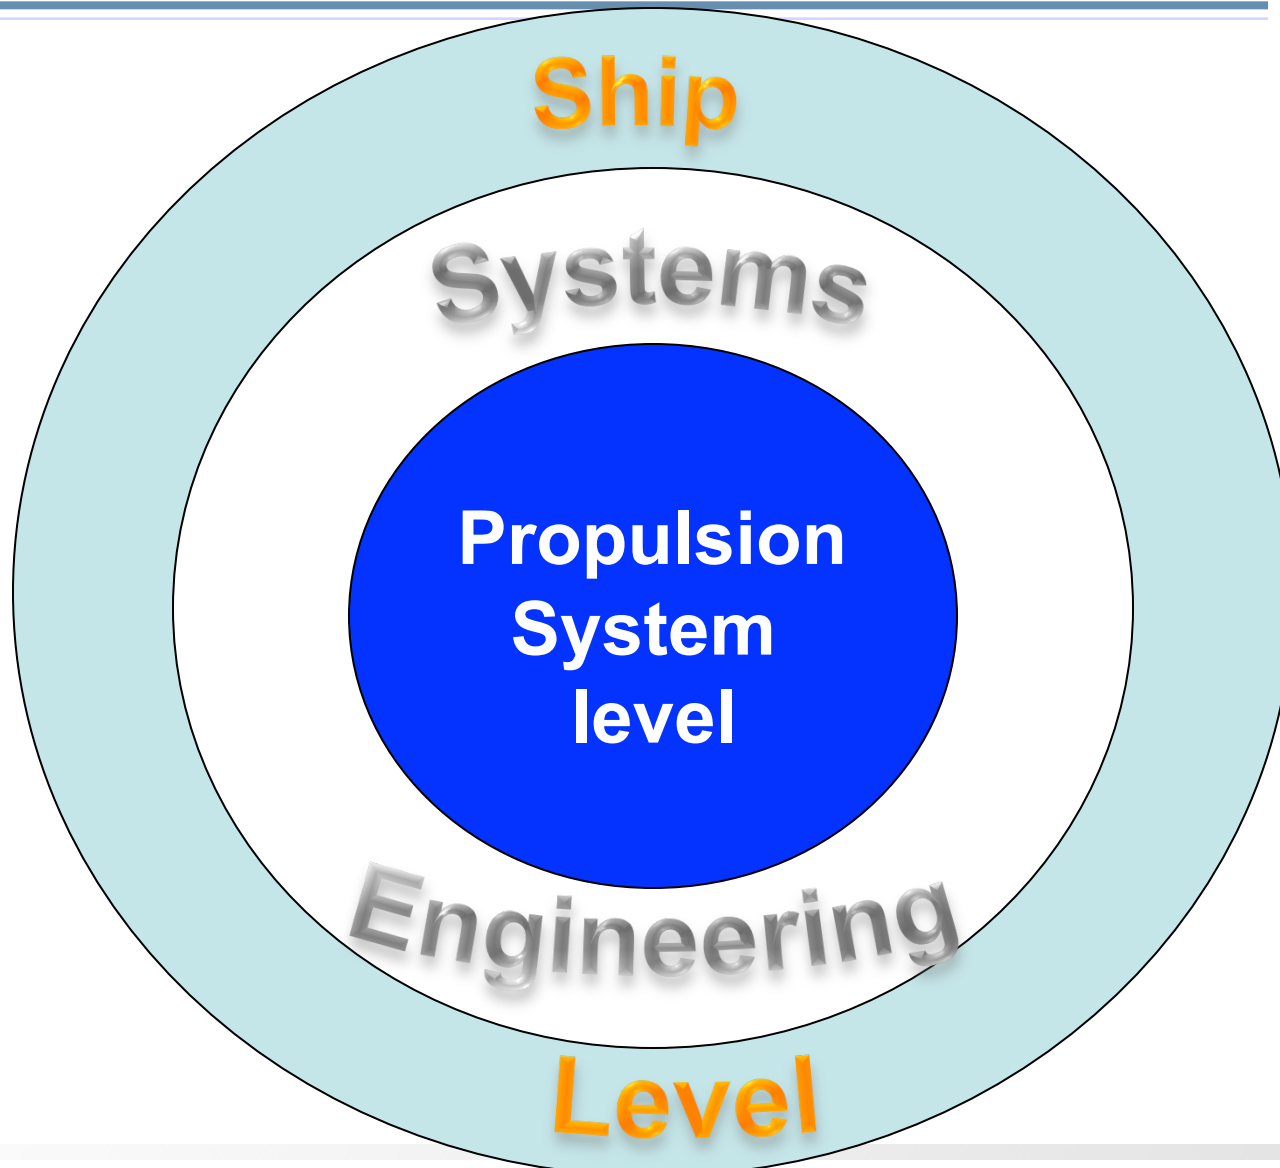 Ship
Systems
Propulsion
System
level
Engineering
Level